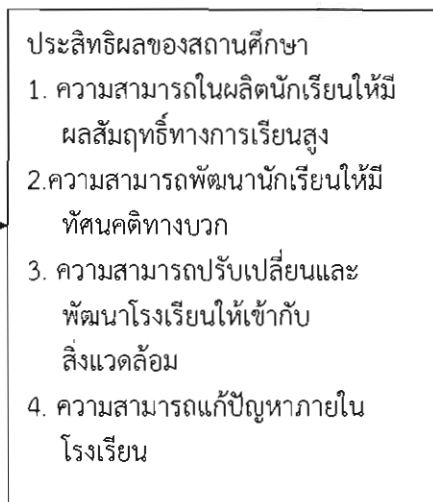 ประสิทธิผลของสถานศึกษา
1. ความสามารถในผลิตนักเรียนให้มี
ผลสัมฤทธิ์ทางการเรียนสูง
2.ความสามารถพัฒนานักเรียนให้มี
ทัศนคติทางบวก
3. ความสามารถปรับเปลี่ยนและ
พัฒนาโรงเรียนให้เข้ากับ
สิ่งแวดล้อม
4. ความสามารถแก้ปัญหาภายใน
โรงเรียน